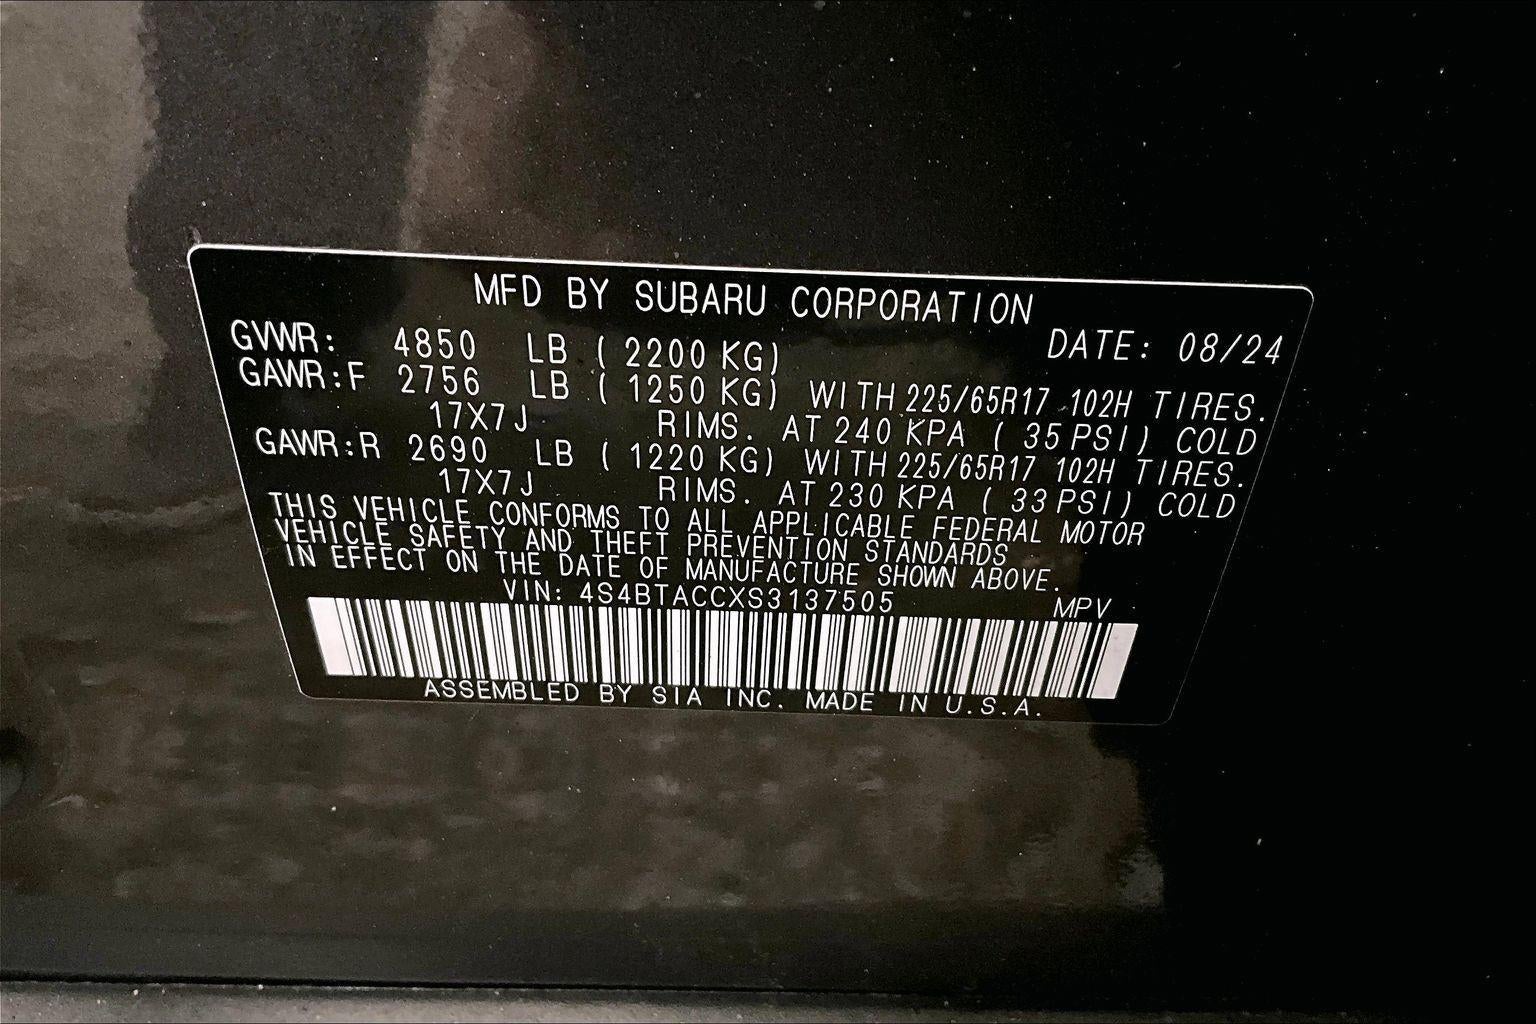 MFD BY SUBARU CORPORATION
DATE: 08/24
GVWR: 4850 LB ( 2200 KG)
GAWR:F 2756 LB ( 1250 KG) WITH 225/65R17 102H TIRES.
17X7J RIMS. AT 240 KPA ( 35 PSI) COLD
GAWR:R 2690 LB ( 1220 KG) WITH 225/65R17 102H TIRES.
17X7J RIMS. AT 230 KPA ( 33 PSI) COLD
THIS VEHICLE CONFORMS TO ALL APPLICABLE FEDERAL MOTOR
VEHICLE SAFETY AND THEFT PREVENTION STANDARDS
IN EFFECT ON THE DATE OF MANUFACTURE SHOWN ABOVE.
VIN: 4S4BTACCXS3137505 MPV
ASSEMBLED BY SIA INC. MADE IN U.S.A.